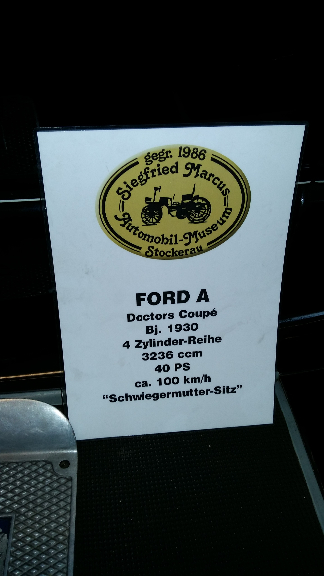 gegr. 1986
Siegfried Marcus
Automobil-Museum
Stockerau
FORD A
Doctors Coupé
Bj. 1930
4 Zylinder-Reihe
3236 ccm
40 PS
ca. 100 km/h
"Schwiegermutter-Sitz"